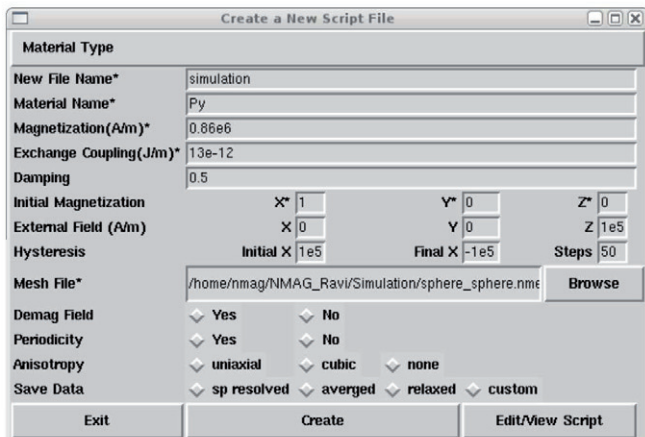 Create a New Script File
Material Type
New File Name* simulation
Material Name* Py
Magnetization(A/m)* 0.86e6
Exchange Coupling(J/m)* 13e-12
Damping 0.5
Initial Magnetization X* 1 Y* 0 Z* 0
External Field (A/m) X 0 Y 0 Z 1e5
Hysteresis Initial X 1e5 Final X -1e5 Steps 50
Mesh File* /home/nmag/NMAG_Ravi/Simulation/sphere_sphere.nme Browse
Demag Field Yes No
Periodicity Yes No
Anisotropy uniaxial cubic none
Save Data sp resolved averged relaxed custom
Exit Create Edit/View Script